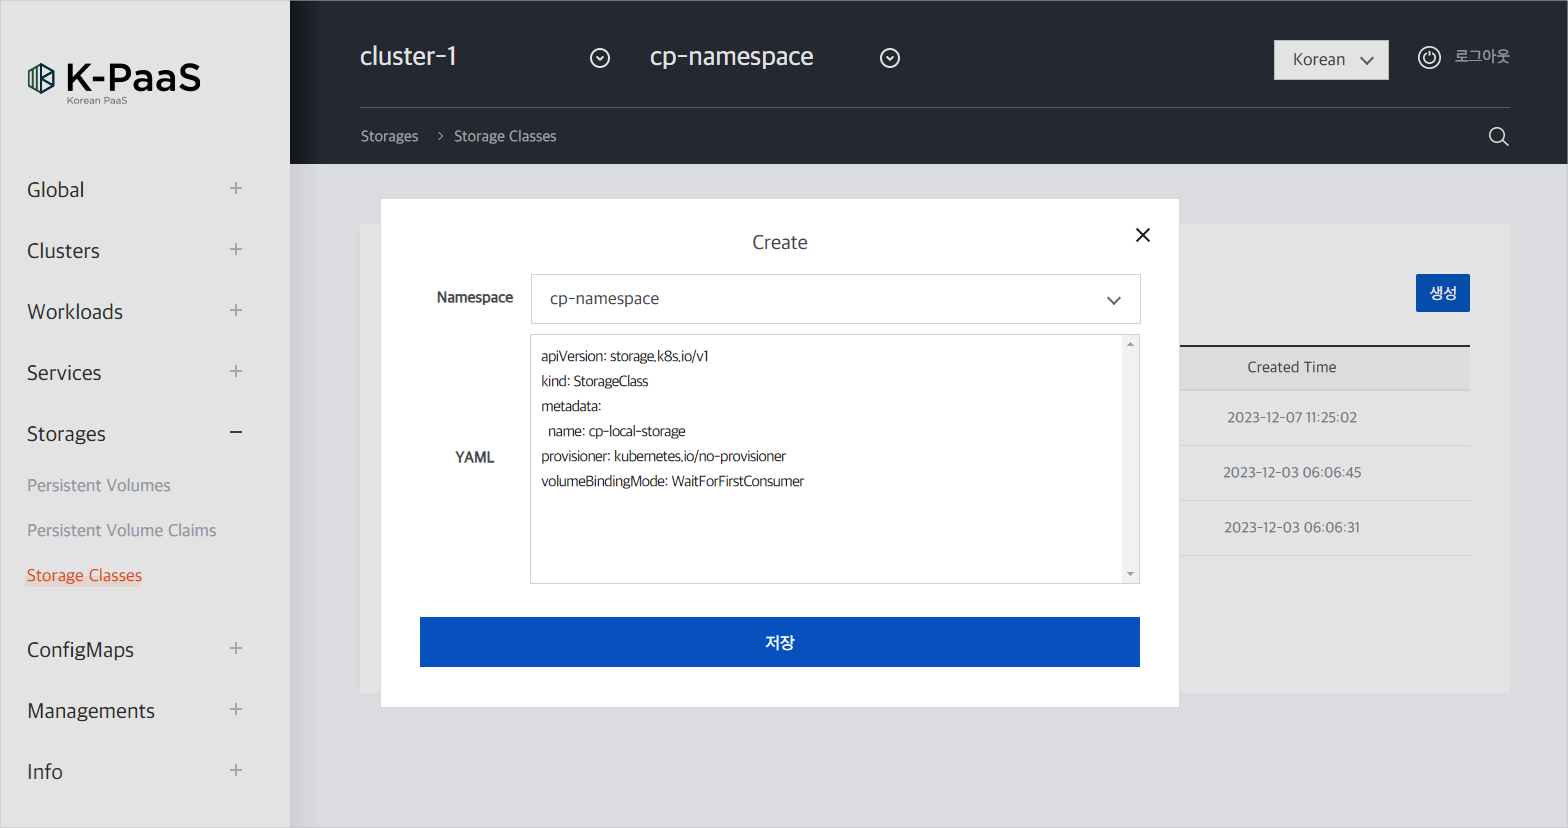 K-PaaS
Korean PaaS
cluster-1
cp-namespace
Korean
로그아웃
Storages > Storage Classes
Global
Clusters
Workloads
Services
Storages
Persistent Volumes
Persistent Volume Claims
Storage Classes
ConfigMaps
Managements
Info
Create
Namespace
cp-namespace
YAML
apiVersion: storage.k8s.io/v1
kind: StorageClass
metadata:
  name: cp-local-storage
provisioner: kubernetes.io/no-provisioner
volumeBindingMode: WaitForFirstConsumer
저장
생성
Created Time
2023-12-07 11:25:02
2023-12-03 06:06:45
2023-12-03 06:06:31